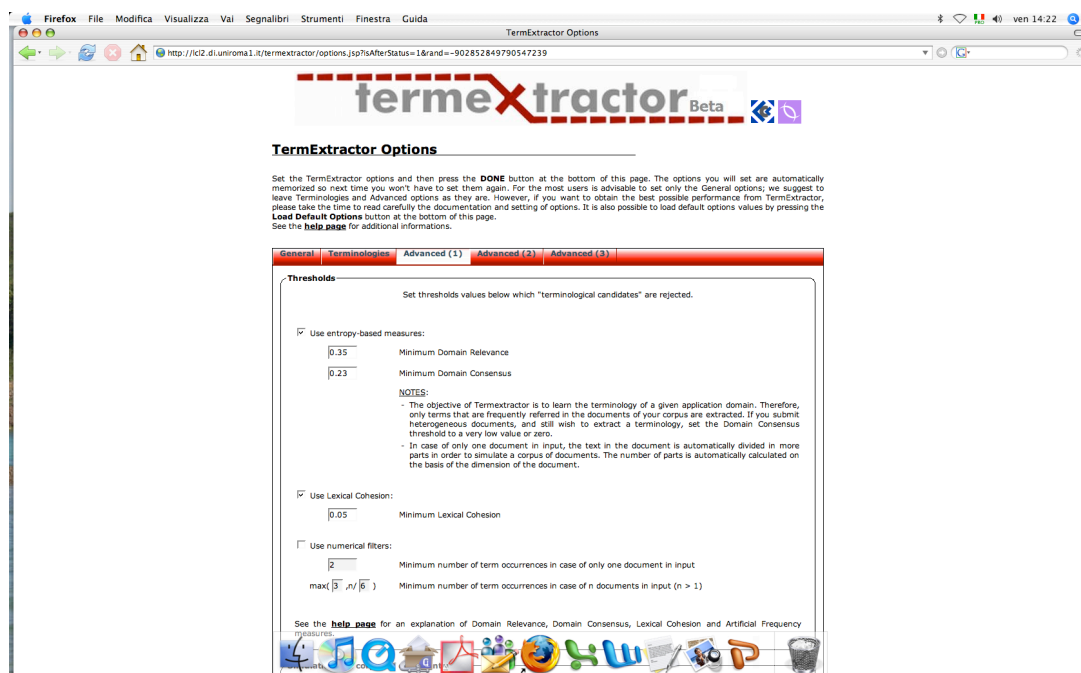 Firefox File Modifica Visualizza Vai Segnalibri Strumenti Finestra Guida ven 14:22
TermExtractor Options
http://lcl2.di.uniroma1.it/termextractor/options.jsp?isAfterStatus=1&rand=-902852849790547239
termextractor Beta
TermExtractor Options
Set the TermExtractor options and then press the DONE button at the bottom of this page. The options you will set are automatically
memorized so next time you won't have to set them again. For the most users is advisable to set only the General options; we suggest to
leave Terminologies and Advanced options as they are. However, if you want to obtain the best possible performance from TermExtractor,
please take the time to read carefully the documentation and setting of options. It is also possible to load default options values by pressing the
Load Default Options button at the bottom of this page.
See the help page for additional informations.
General Terminologies Advanced (1) Advanced (2) Advanced (3)
Thresholds
Set thresholds values below which "terminological candidates" are rejected.
Use entropy-based measures:
0.35 Minimum Domain Relevance
0.23 Minimum Domain Consensus
NOTES:
- The objective of Termextractor is to learn the terminology of a given application domain. Therefore,
only terms that are frequently referred in the documents of your corpus are extracted. If you submit
heterogeneous documents, and still wish to extract a terminology, set the Domain Consensus
threshold to a very low value or zero.
- In case of only one document in input, the text in the document is automatically divided in more
parts in order to simulate a corpus of documents. The number of parts is automatically calculated on
the basis of the dimension of the document.
Use Lexical Cohesion:
0.05 Minimum Lexical Cohesion
Use numerical filters:
2 Minimum number of term occurrences in case of only one document in input
max( 3 ,n/ 6 ) Minimum number of term occurrences in case of n documents in input (n > 1)
See the help page for an explanation of Domain Relevance, Domain Consensus, Lexical Cohesion and Artificial Frequency
measures.